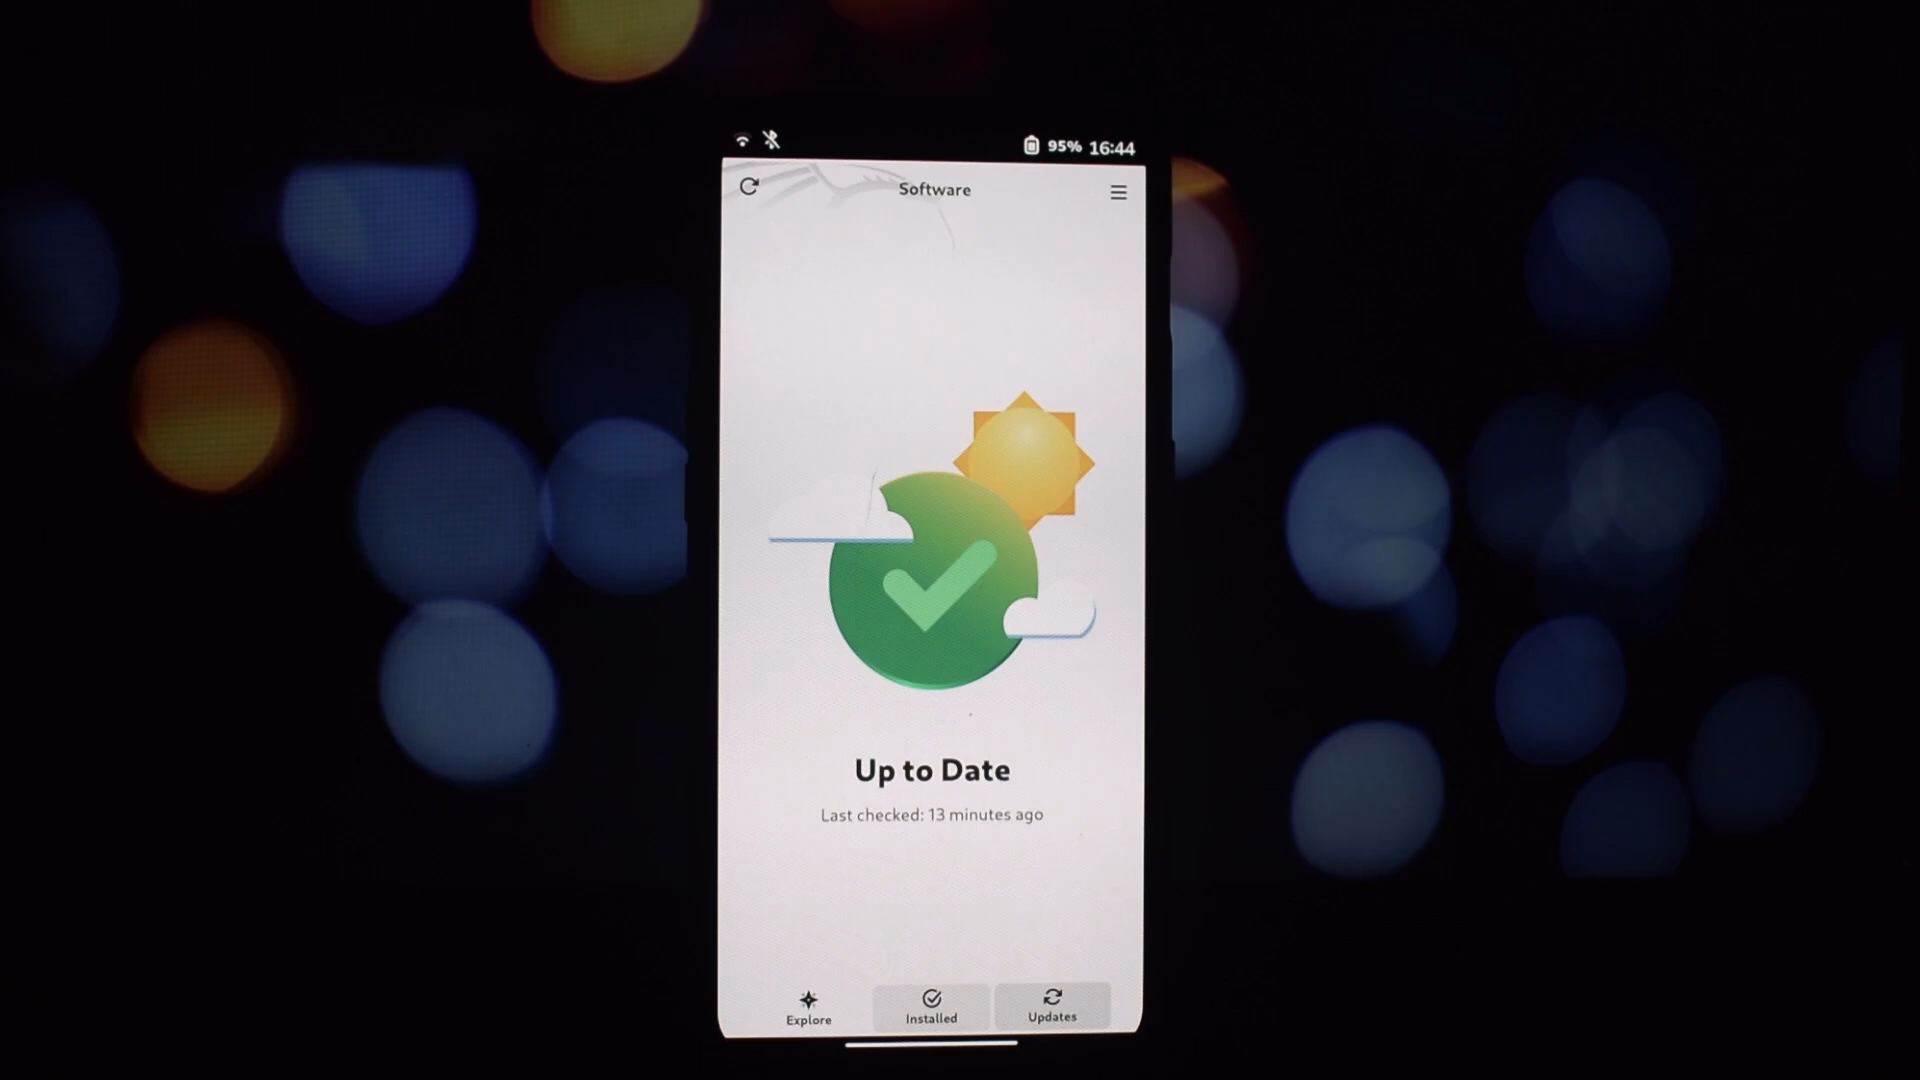 95% 16:44
Software
Up to Date
Last checked: 13 minutes ago
Explore Installed Updates